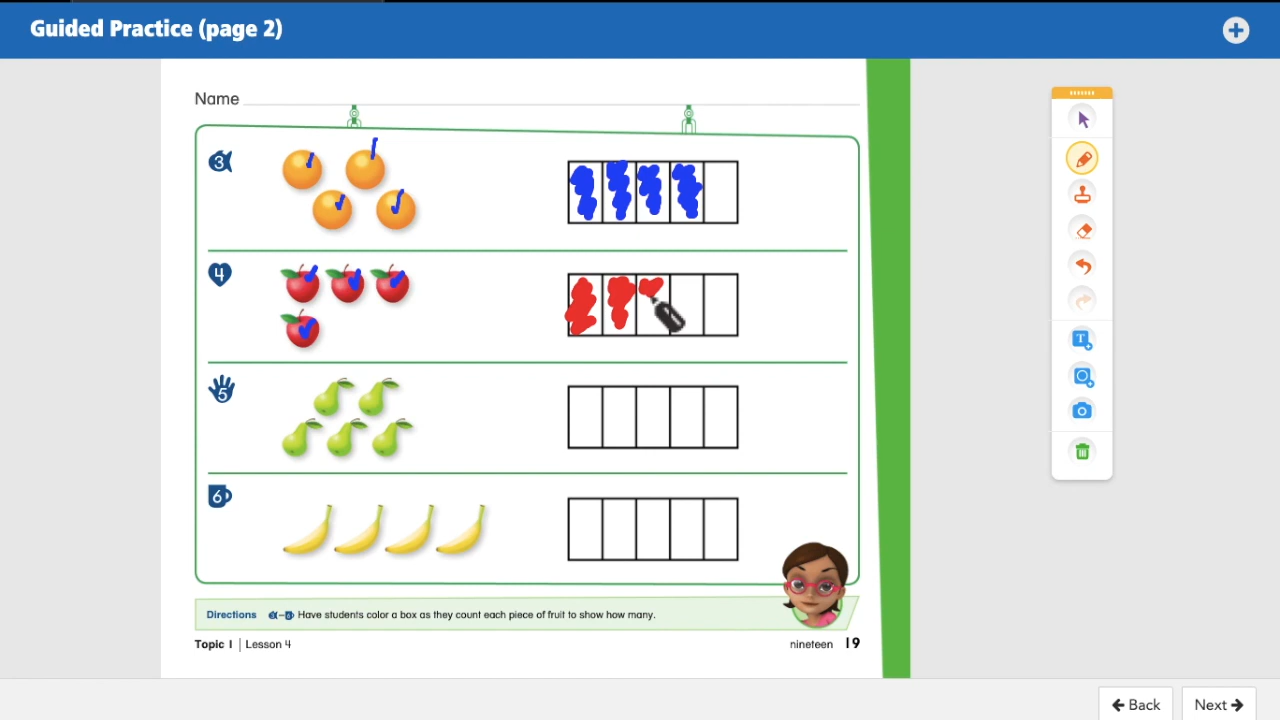 Guided Practice (page 2)
Name
3
4
5
6
Directions 3–6 Have students color a box as they count each piece of fruit to show how many.
Topic 1 | Lesson 4
nineteen 19
Back Next